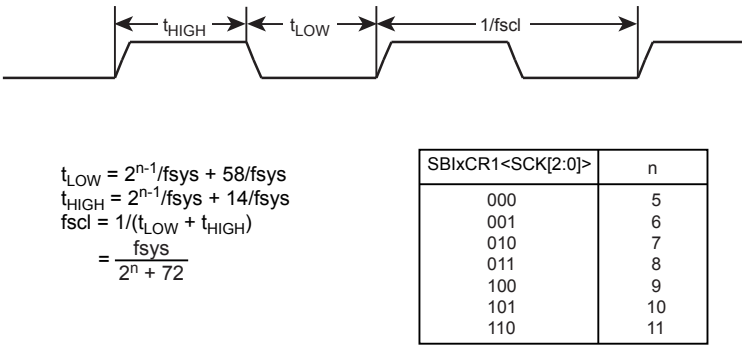 tHIGH tLOW 1/fscl
tLOW = 2n-1/fsys + 58/fsys
tHIGH = 2n-1/fsys + 14/fsys
fscl = 1/(tLOW + tHIGH)
= fsys
2n + 72
SBIxCR1<SCK[2:0]> n
000 5
001 6
010 7
011 8
100 9
101 10
110 11